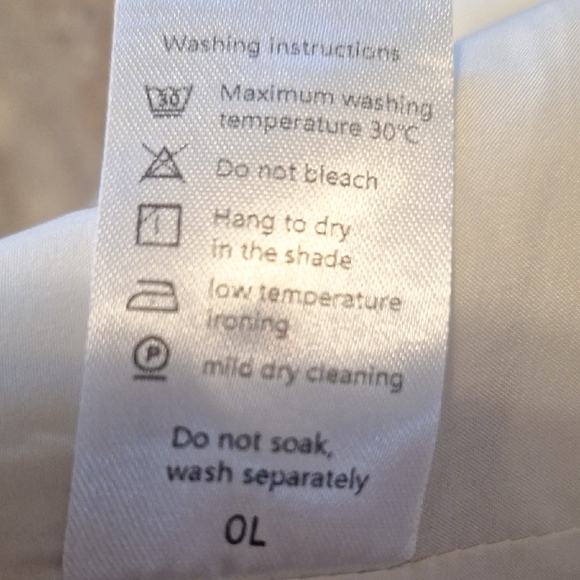 Washing instructions
30
Maximum washing
temperature 30°C
Do not bleach
Hang to dry
in the shade
low temperature
ironing
P
mild dry cleaning
Do not soak,
wash separately
0L